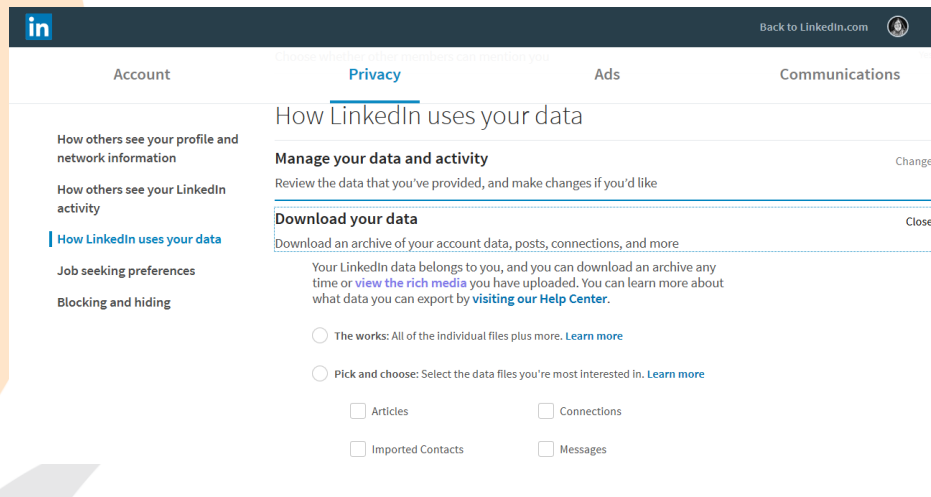 in
Back to LinkedIn.com
Choose whether other members can mention you
Account
Privacy
Ads
Communications
How others see your profile and
network information
How others see your LinkedIn
activity
How LinkedIn uses your data
Job seeking preferences
Blocking and hiding
How LinkedIn uses your data
Manage your data and activity
Change
Review the data that you've provided, and make changes if you'd like
Download your data
Close
Download an archive of your account data, posts, connections, and more
Your LinkedIn data belongs to you, and you can download an archive any
time or view the rich media you have uploaded. You can learn more about
what data you can export by visiting our Help Center.
The works: All of the individual files plus more. Learn more
Pick and choose: Select the data files you're most interested in. Learn more
Articles
Connections
Imported Contacts
Messages